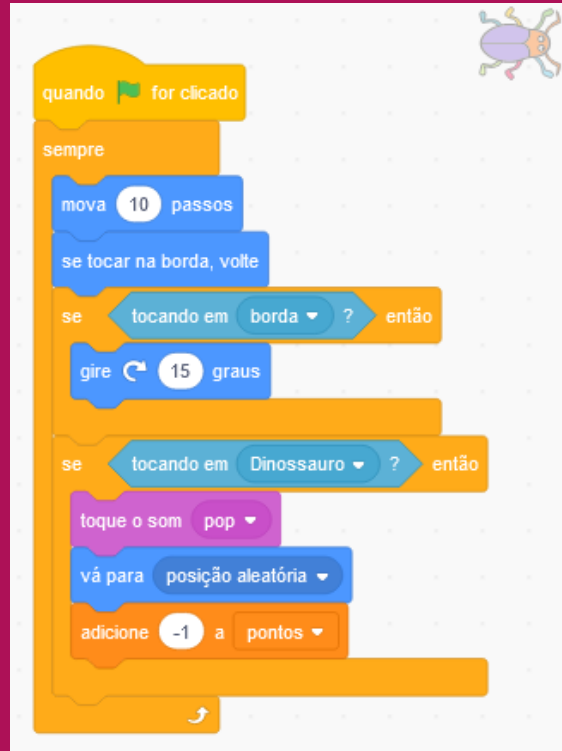 quando for clicado
sempre
mova 10 passos
se tocar na borda, volte
se tocando em borda ? então
gire 15 graus
se tocando em Dinossauro ? então
toque o som pop
vá para posição aleatória
adicione -1 a pontos